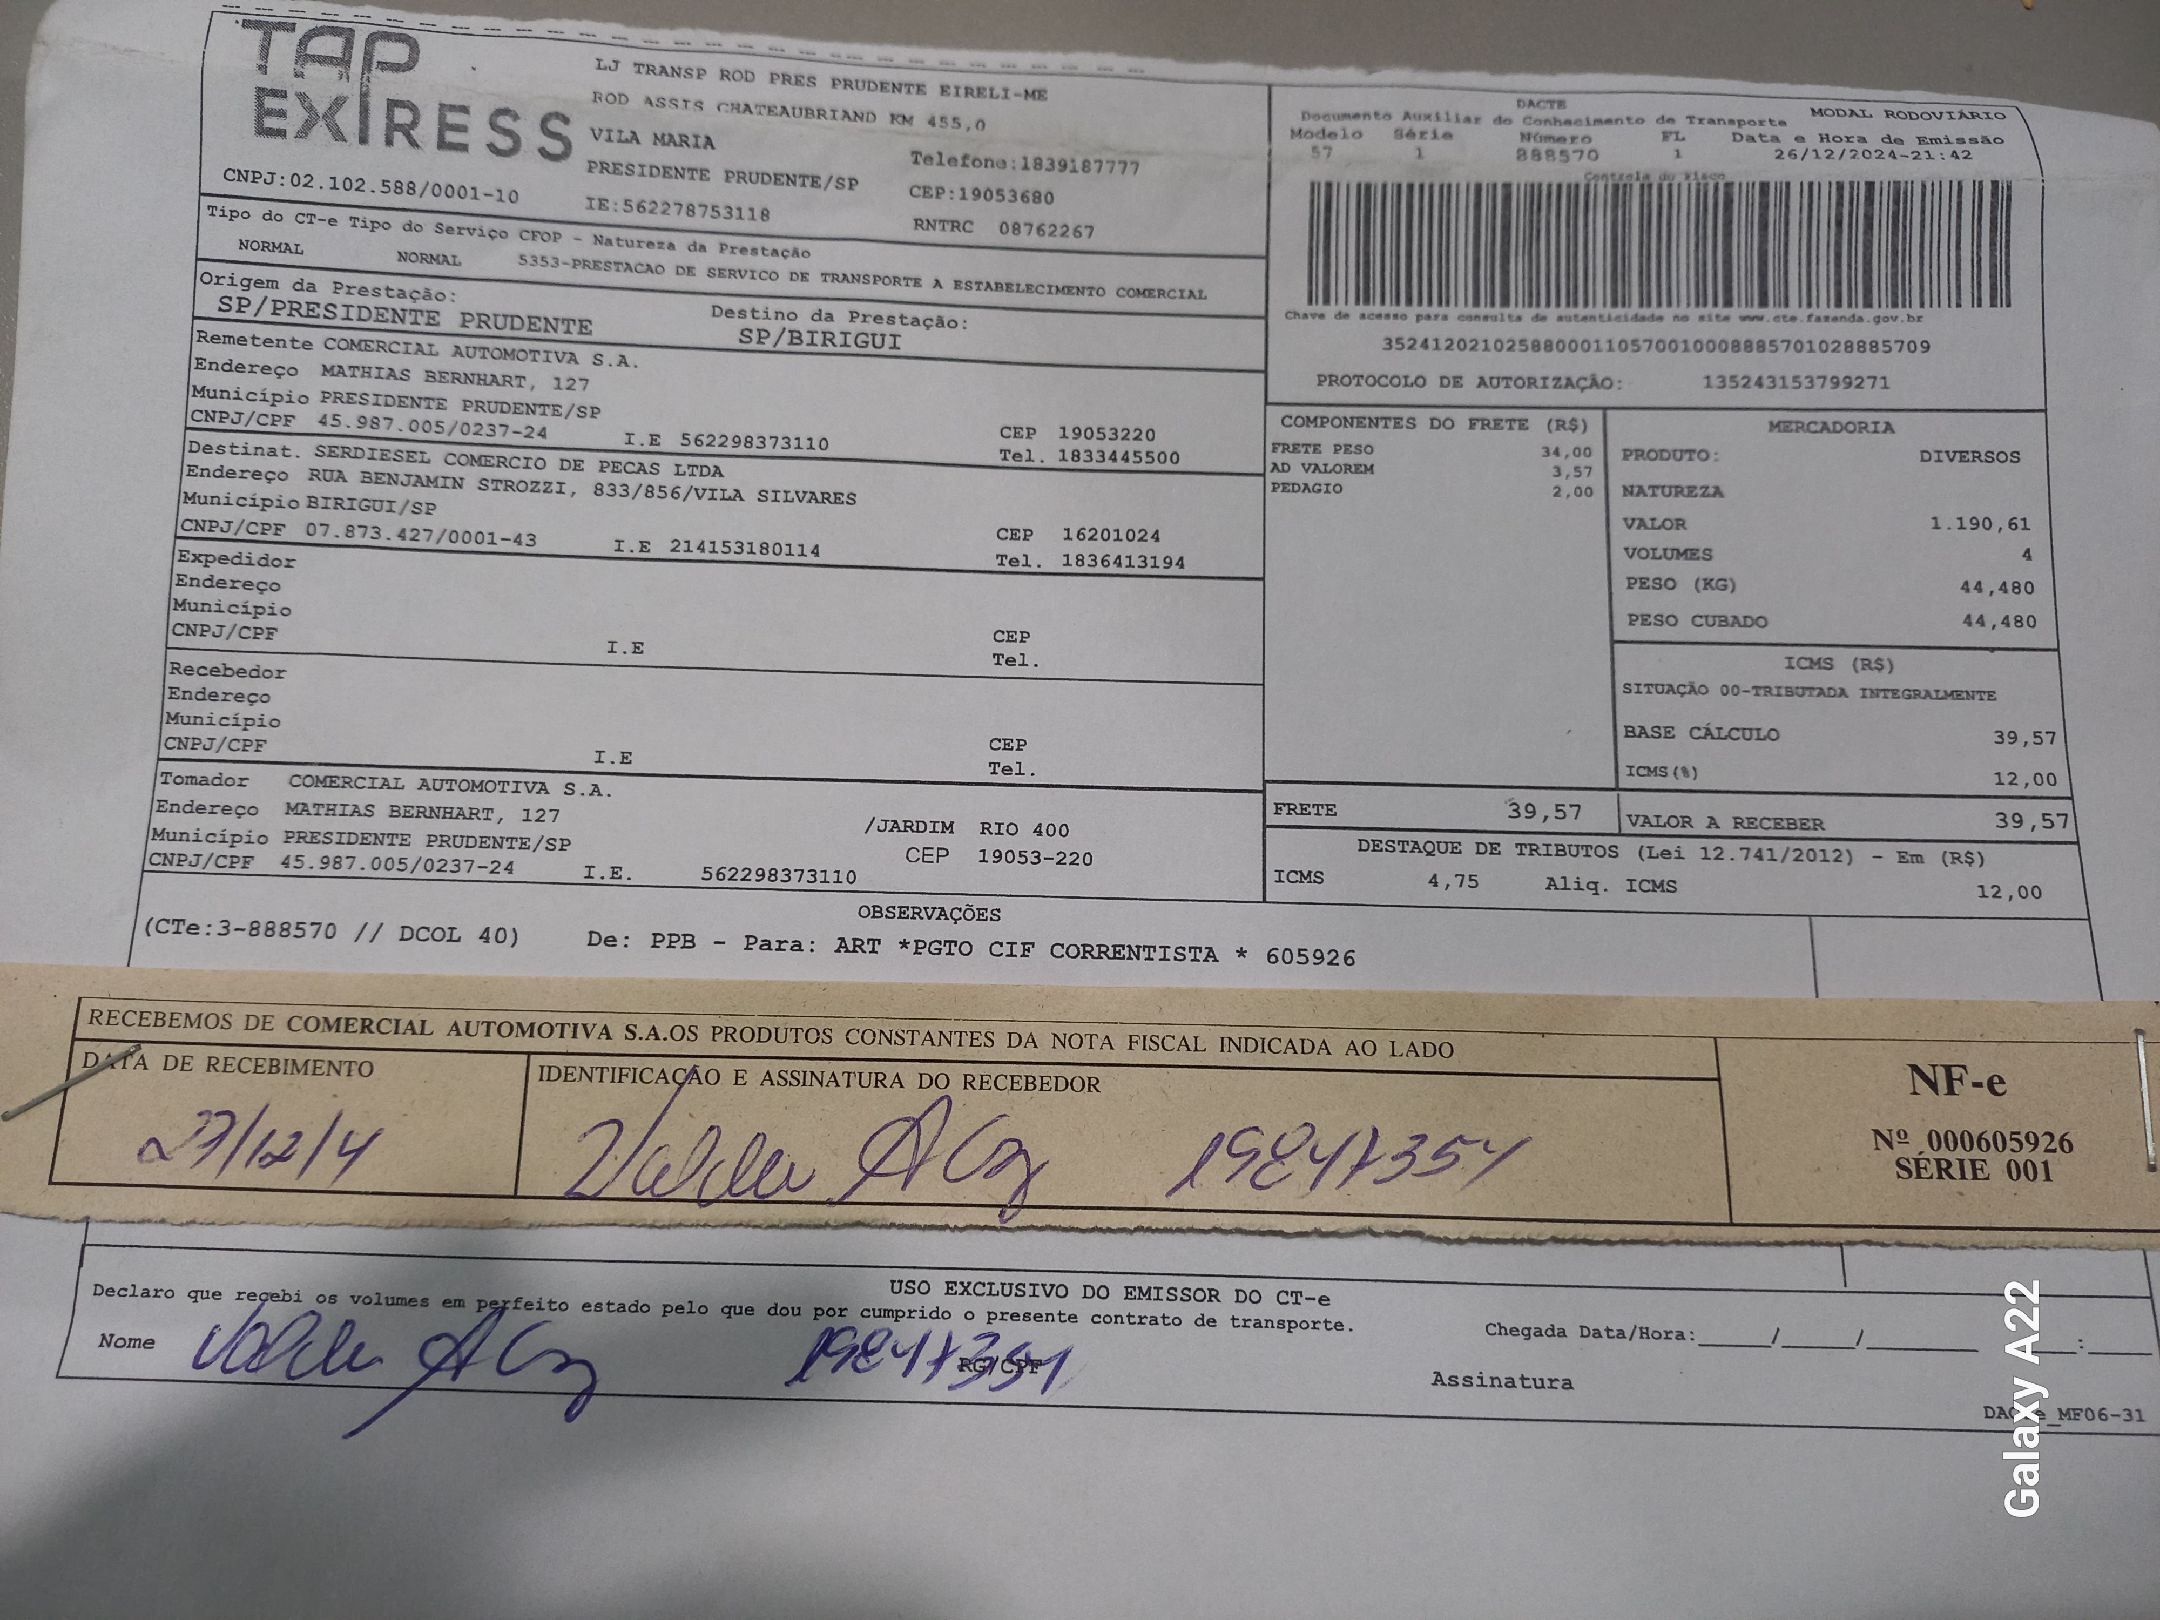 TAP EXPRESS
LJ TRANSP ROD PRES PRUDENTE EIRELI-ME
ROD ASSIS CHATEAUBRIAND KM 455,0
VILA MARIA
Telefone:1839187777
PRESIDENTE PRUDENTE/SP
CEP:19053680
CNPJ:02.102.588/0001-10
IE:562278753118
RNTRC 08762267
DACTE
MODAL RODOVIÁRIO
Documento Auxiliar do Conhecimento de Transporte
Modelo Série Número FL Data e Hora de Emissão
57 1 888570 1 26/12/2024-21:42
Controle do Fisco
Tipo do CT-e Tipo do Serviço CFOP - Natureza da Prestação
NORMAL NORMAL 5353-PRESTACAO DE SERVICO DE TRANSPORTE A ESTABELECIMENTO COMERCIAL
Origem da Prestação: Destino da Prestação:
SP/PRESIDENTE PRUDENTE SP/BIRIGUI
Chave de acesso para consulta de autenticidade no site www.cte.fazenda.gov.br
35241202102588000110570010008885701028885709
PROTOCOLO DE AUTORIZAÇÃO: 135243153799271
Remetente COMERCIAL AUTOMOTIVA S.A.
Endereço MATHIAS BERNHART, 127
Município PRESIDENTE PRUDENTE/SP
CEP 19053220
CNPJ/CPF 45.987.005/0237-24 I.E 562298373110 Tel. 1833445500
Destinat. SERDIESEL COMERCIO DE PECAS LTDA
Endereço RUA BENJAMIN STROZZI, 833/856/VILA SILVARES
Município BIRIGUI/SP
CEP 16201024
CNPJ/CPF 07.873.427/0001-43 I.E 214153180114 Tel. 1836413194
Expedidor
Endereço
Município
CEP
CNPJ/CPF I.E Tel.
Recebedor
Endereço
Município
CEP
CNPJ/CPF I.E Tel.
Tomador COMERCIAL AUTOMOTIVA S.A.
Endereço MATHIAS BERNHART, 127 /JARDIM RIO 400
Município PRESIDENTE PRUDENTE/SP CEP 19053-220
CNPJ/CPF 45.987.005/0237-24 I.E. 562298373110
COMPONENTES DO FRETE (R$)
FRETE PESO 34,00
AD VALOREM 3,57
PEDAGIO 2,00
MERCADORIA
PRODUTO: DIVERSOS
NATUREZA
VALOR 1.190,61
VOLUMES 4
PESO (KG) 44,480
PESO CUBADO 44,480
ICMS (R$)
SITUAÇÃO 00-TRIBUTADA INTEGRALMENTE
BASE CÁLCULO 39,57
ICMS(%) 12,00
FRETE 39,57 VALOR A RECEBER 39,57
DESTAQUE DE TRIBUTOS (Lei 12.741/2012) - Em (R$)
ICMS 4,75 Aliq. ICMS 12,00
OBSERVAÇÕES
(CTe:3-888570 // DCOL 40) De: PPB - Para: ART *PGTO CIF CORRENTISTA * 605926
RECEBEMOS DE COMERCIAL AUTOMOTIVA S.A.OS PRODUTOS CONSTANTES DA NOTA FISCAL INDICADA AO LADO
DATA DE RECEBIMENTO
IDENTIFICAÇÃO E ASSINATURA DO RECEBEDOR
27/12/4
19847354
NF-e
Nº 000605926
SÉRIE 001
USO EXCLUSIVO DO EMISSOR DO CT-e
Declaro que recebi os volumes em perfeito estado pelo que dou por cumprido o presente contrato de transporte.
Chegada Data/Hora:____/____/____ __:__
Nome
19847354
RG/CPF
Assinatura
DACTe_MF06-31
Galaxy A22